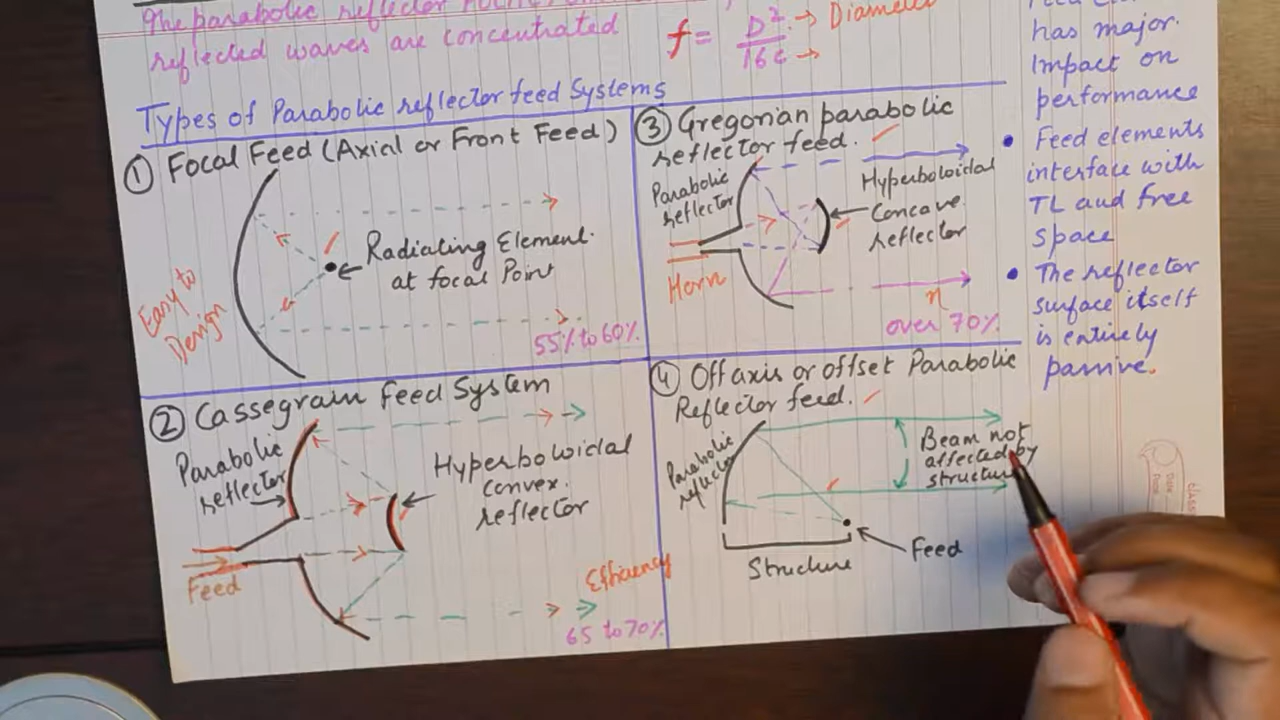 The parabolic reflector
reflected waves are concentrated
f = D² → Diameter
16c →
Types of Parabolic reflector feed Systems
① Focal Feed (Axial or Front Feed)
Radiating Element
at focal Point
Easy to
Design
55% to 60%
② Cassegrain Feed System
Parabolic
reflector
Hyperboloidal
convex
reflector
Feed
Efficiency
65 to 70%
③ Gregorian parabolic
reflector feed.
Parabolic
reflector
Hyperboloidal
Concave
reflector
Horn
η
over 70%
④ Off axis or offset Parabolic
Reflector feed.
Parabolic
reflector
Beam not
affected by
structure
Feed
Structure
has major
Impact on
performance
• Feed elements
interface with
TL and free
space
• The reflector
surface itself
is entirely
passive.